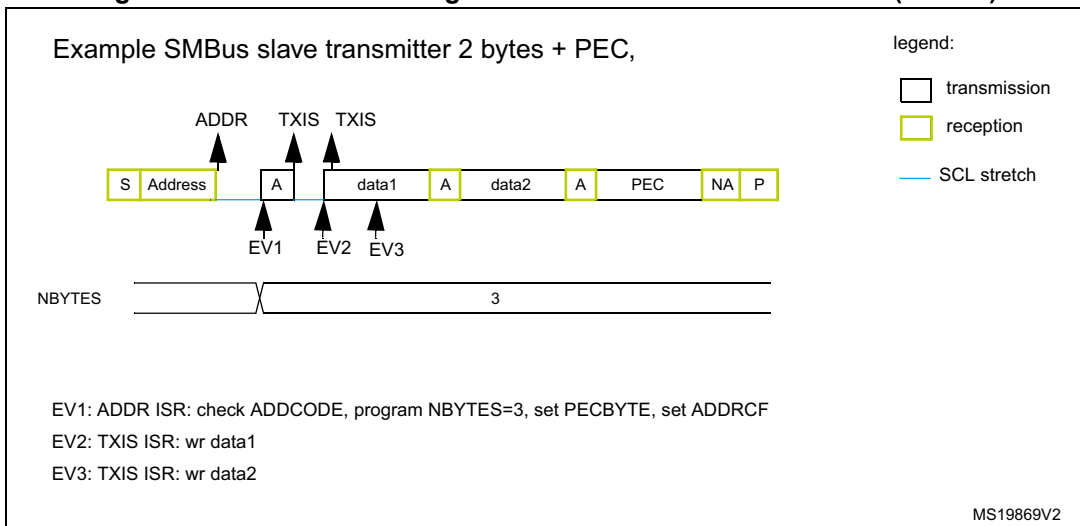 Example SMBus slave transmitter 2 bytes + PEC,
legend:
transmission
reception
SCL stretch
ADDR TXIS TXIS
S Address A data1 A data2 A PEC NA P
EV1 EV2 EV3
NBYTES 3
EV1: ADDR ISR: check ADDCODE, program NBYTES=3, set PECBYTE, set ADDRCF
EV2: TXIS ISR: wr data1
EV3: TXIS ISR: wr data2
MS19869V2